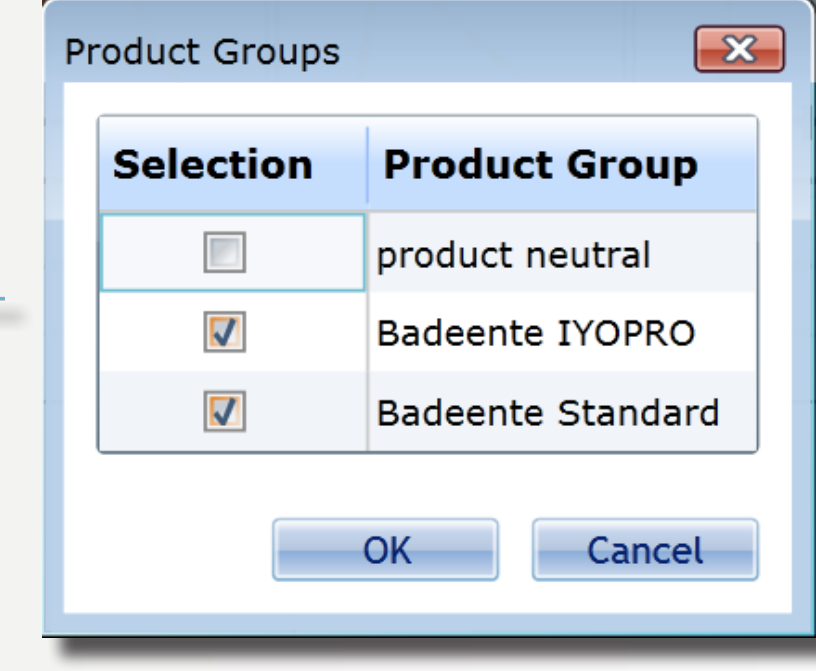 Product Groups
Selection Product Group
product neutral
Badeente IYOPRO
Badeente Standard
OK Cancel